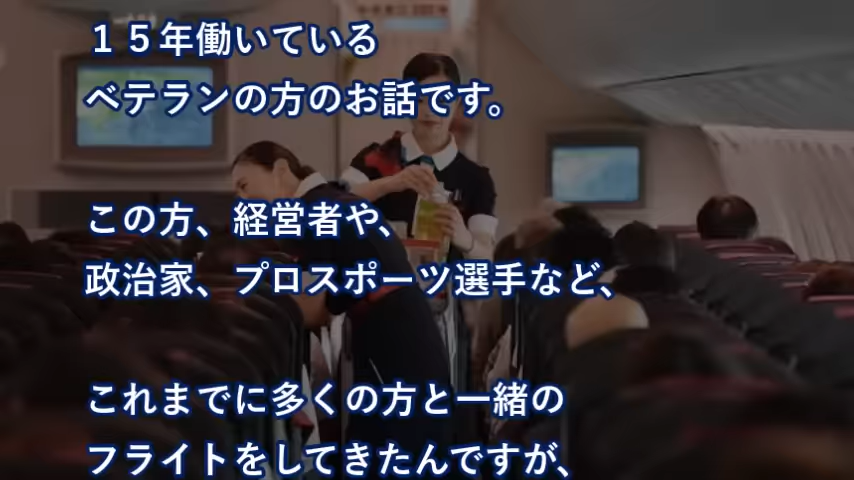 １５年働いている
ベテランの方のお話です。
この方、経営者や、
政治家、プロスポーツ選手など、
これまでに多くの方と一緒の
フライトをしてきたんですが、